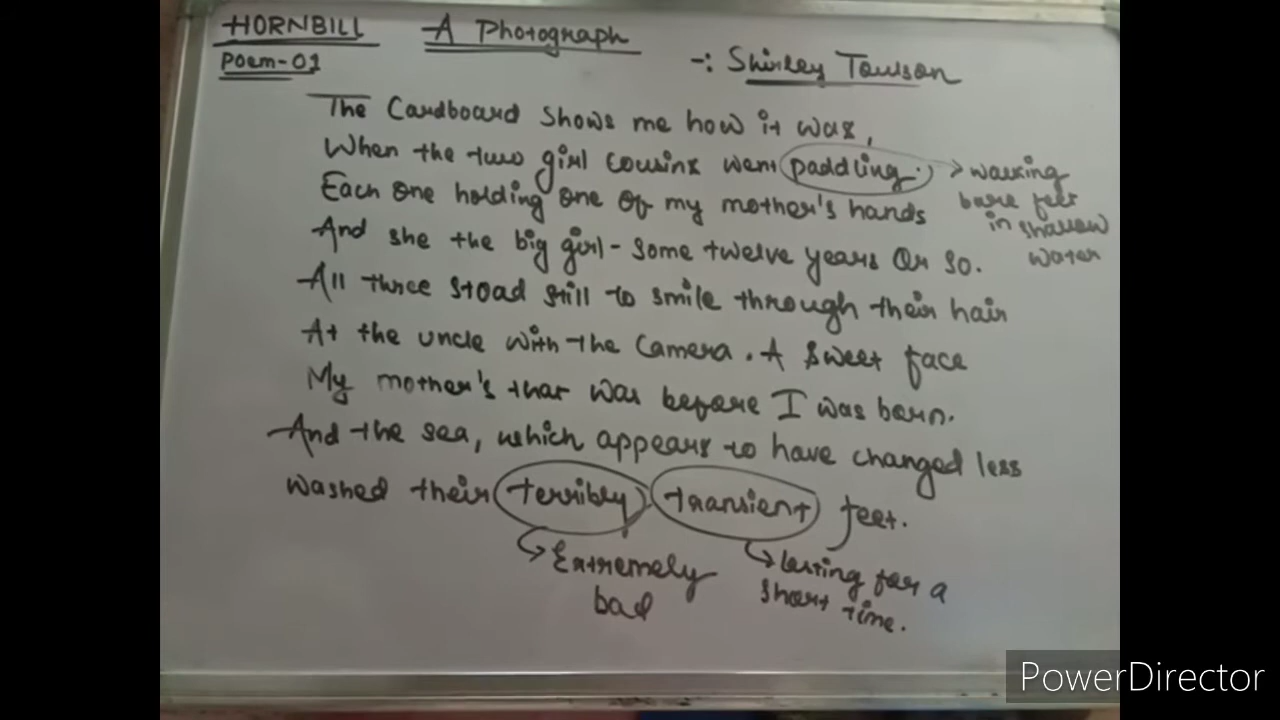 HORNBILL
A Photograph
Poem-01
-: Shirley Toulson
The Cardboard Shows me how it was,
When the two girl cousins went paddling. → walking
bare feet
in shallow
water
Each one holding one of my mother's hands
And she the big girl - some twelve years or so.
All three stood still to smile through their hair
At the uncle with the camera. A sweet face
My mother's that was before I was born.
And the sea, which appears to have changed less
washed their terribly transient feet.
↳ Extremely
bad
↳ lasting for a
short time.
PowerDirector